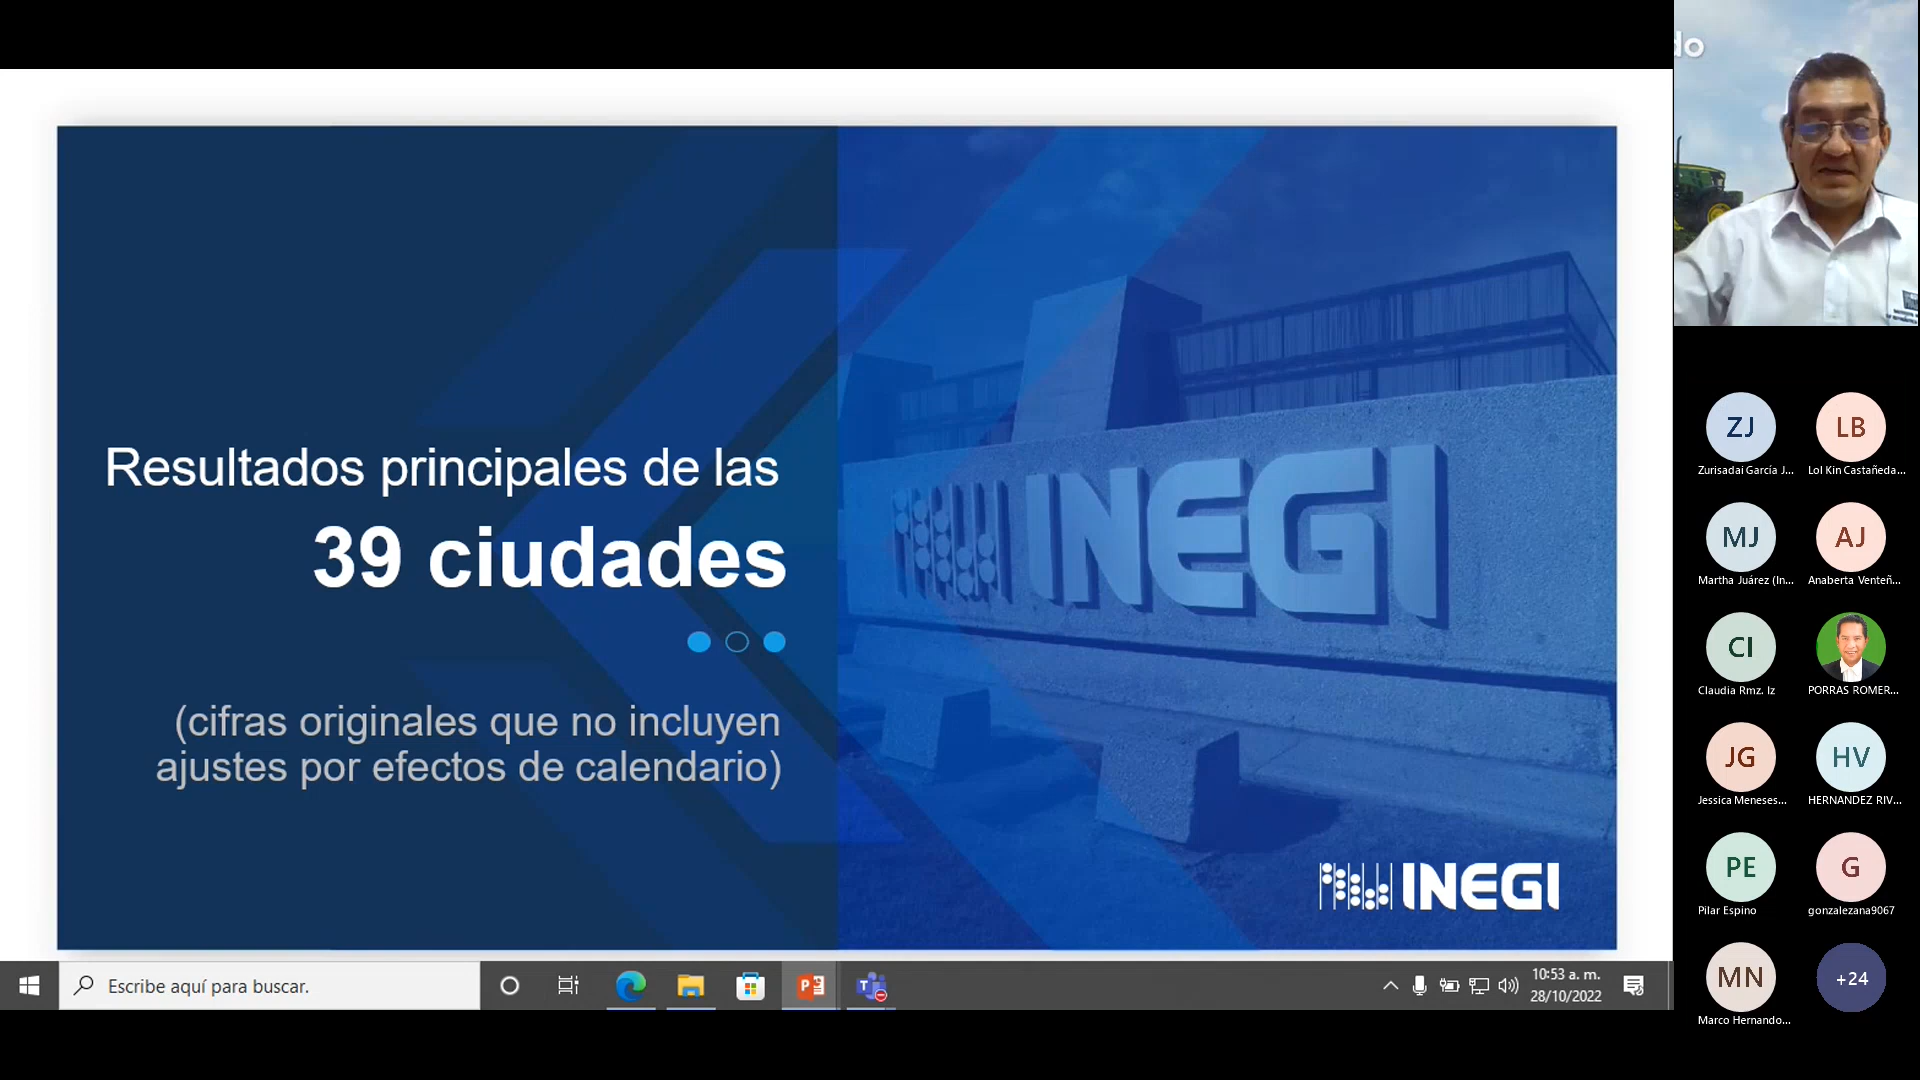 Resultados principales de las
39 ciudades
(cifras originales que no incluyen
ajustes por efectos de calendario)
INEGI
INEGI
Escribe aquí para buscar.
10:53 a. m.
28/10/2022
do
ZJ
Zurisadai García J...
LB
Lol Kin Castañeda...
MJ
Martha Juárez (In...
AJ
Anaberta Venteñ...
CI
Claudia Rmz. Iz
PORRAS ROMER...
JG
Jessica Meneses...
HV
HERNANDEZ RIV...
PE
Pilar Espino
G
gonzalezana9067
MN
Marco Hernando...
+24